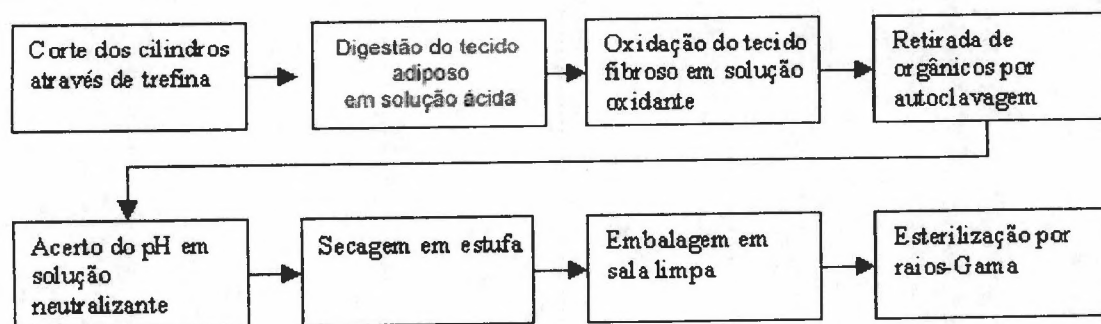 Corte dos cilindros
através de trefina
Digestão do tecido
adiposo
em solução ácida
Oxidação do tecido
fibroso em solução
oxidante
Retirada de
orgânicos por
autoclavagem
Acerto do pH em
solução
neutralizante
Secagem em estufa
Embalagem em
sala limpa
Esterilização por
raios-Gama